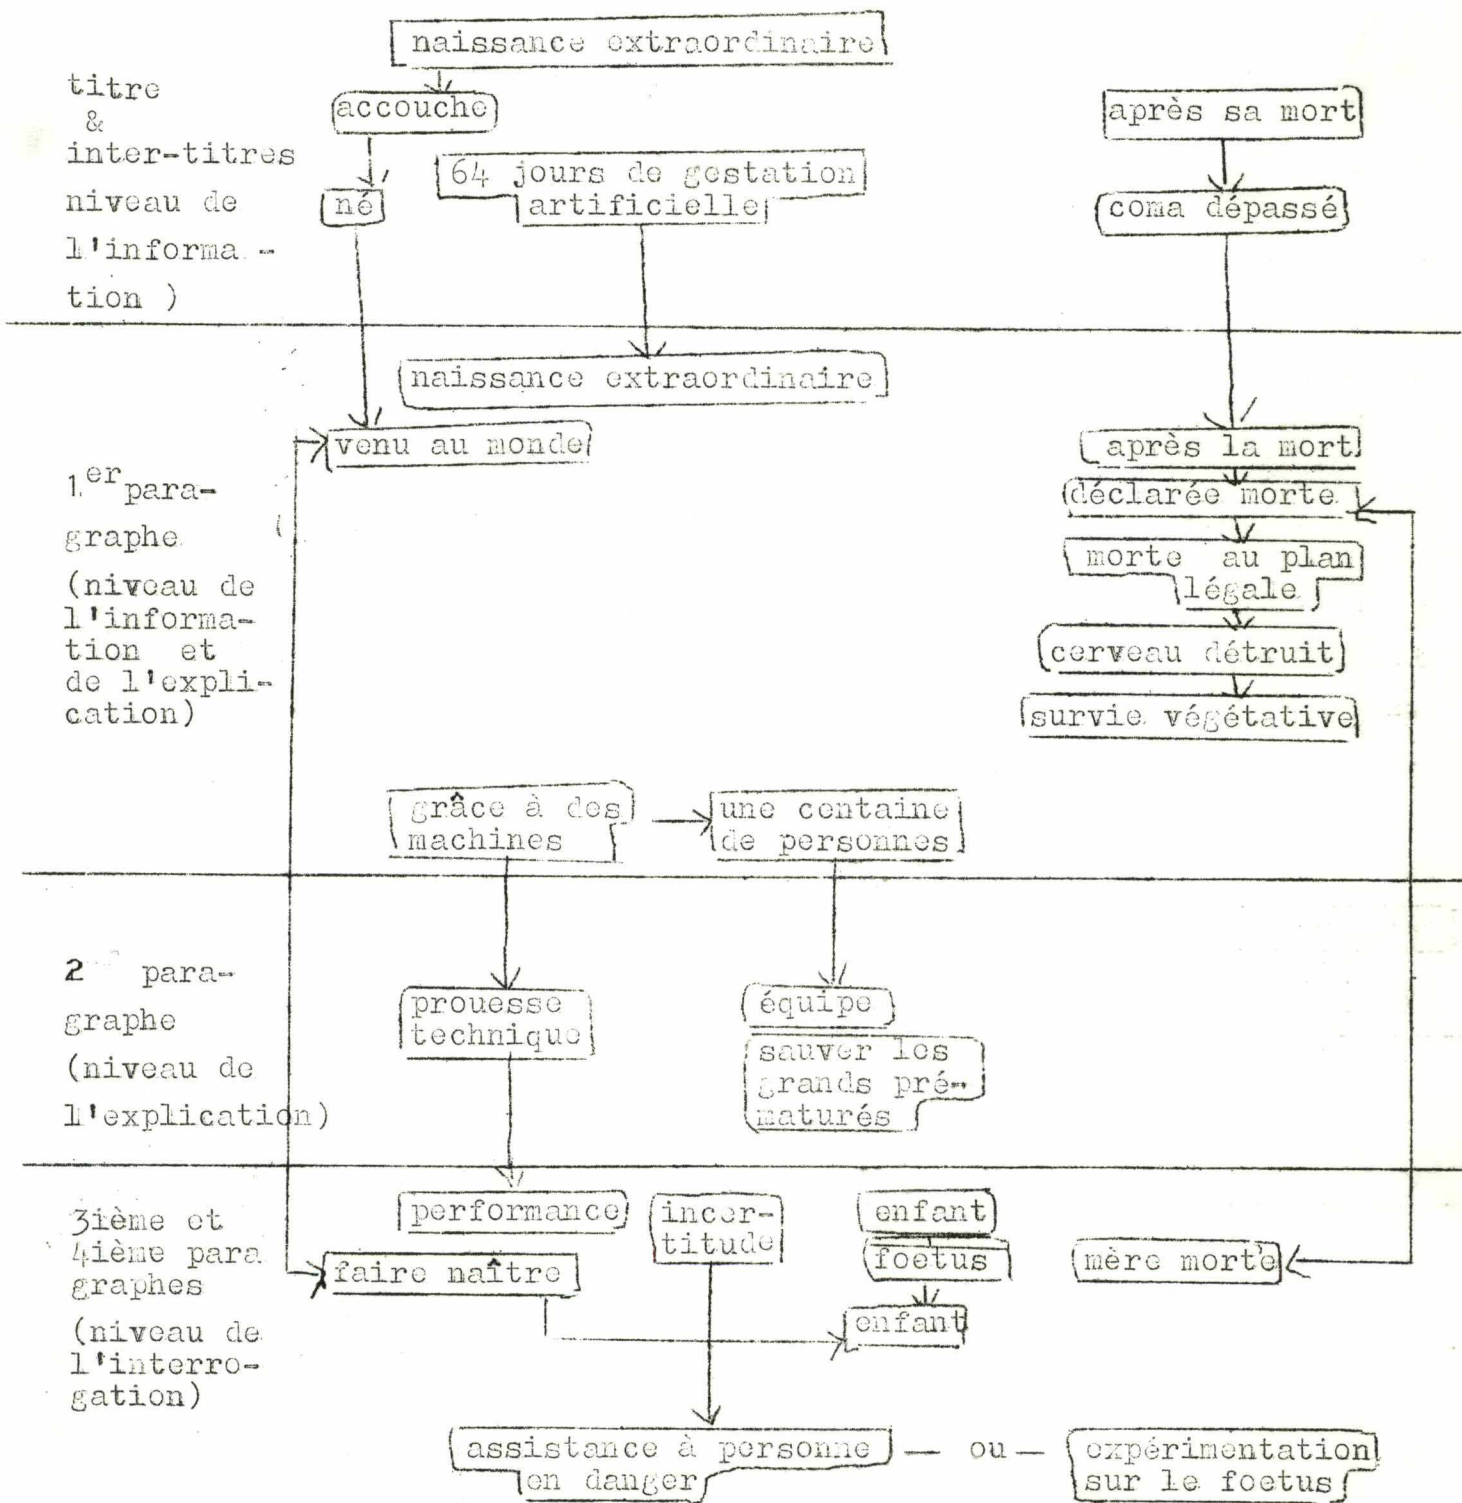 naissance extraordinaire
titre
&
inter-titres
niveau de
l'informa -
tion )
accouche
après sa mort
né
64 jours de gestation
artificielle
coma dépassé
1.er para-
graphe
(niveau de
l'informa-
tion et
de l'expli-
cation)
naissance extraordinaire
venu au monde
après la mort
déclarée morte
morte au plan
légale
cerveau détruit
survie végétative
grâce à des
machines
une centaine
de personnes
2 para-
graphe
(niveau de
l'explication)
prouesse
technique
équipe
sauver les
grands pré-
maturés
3ième et
4ième para
graphes
(niveau de
l'interro-
gation)
performance
incer-
titude
enfant
foetus
enfant
faire naître
mère morte
assistance à personne
en danger
— ou —
expérimentation
sur le foetus